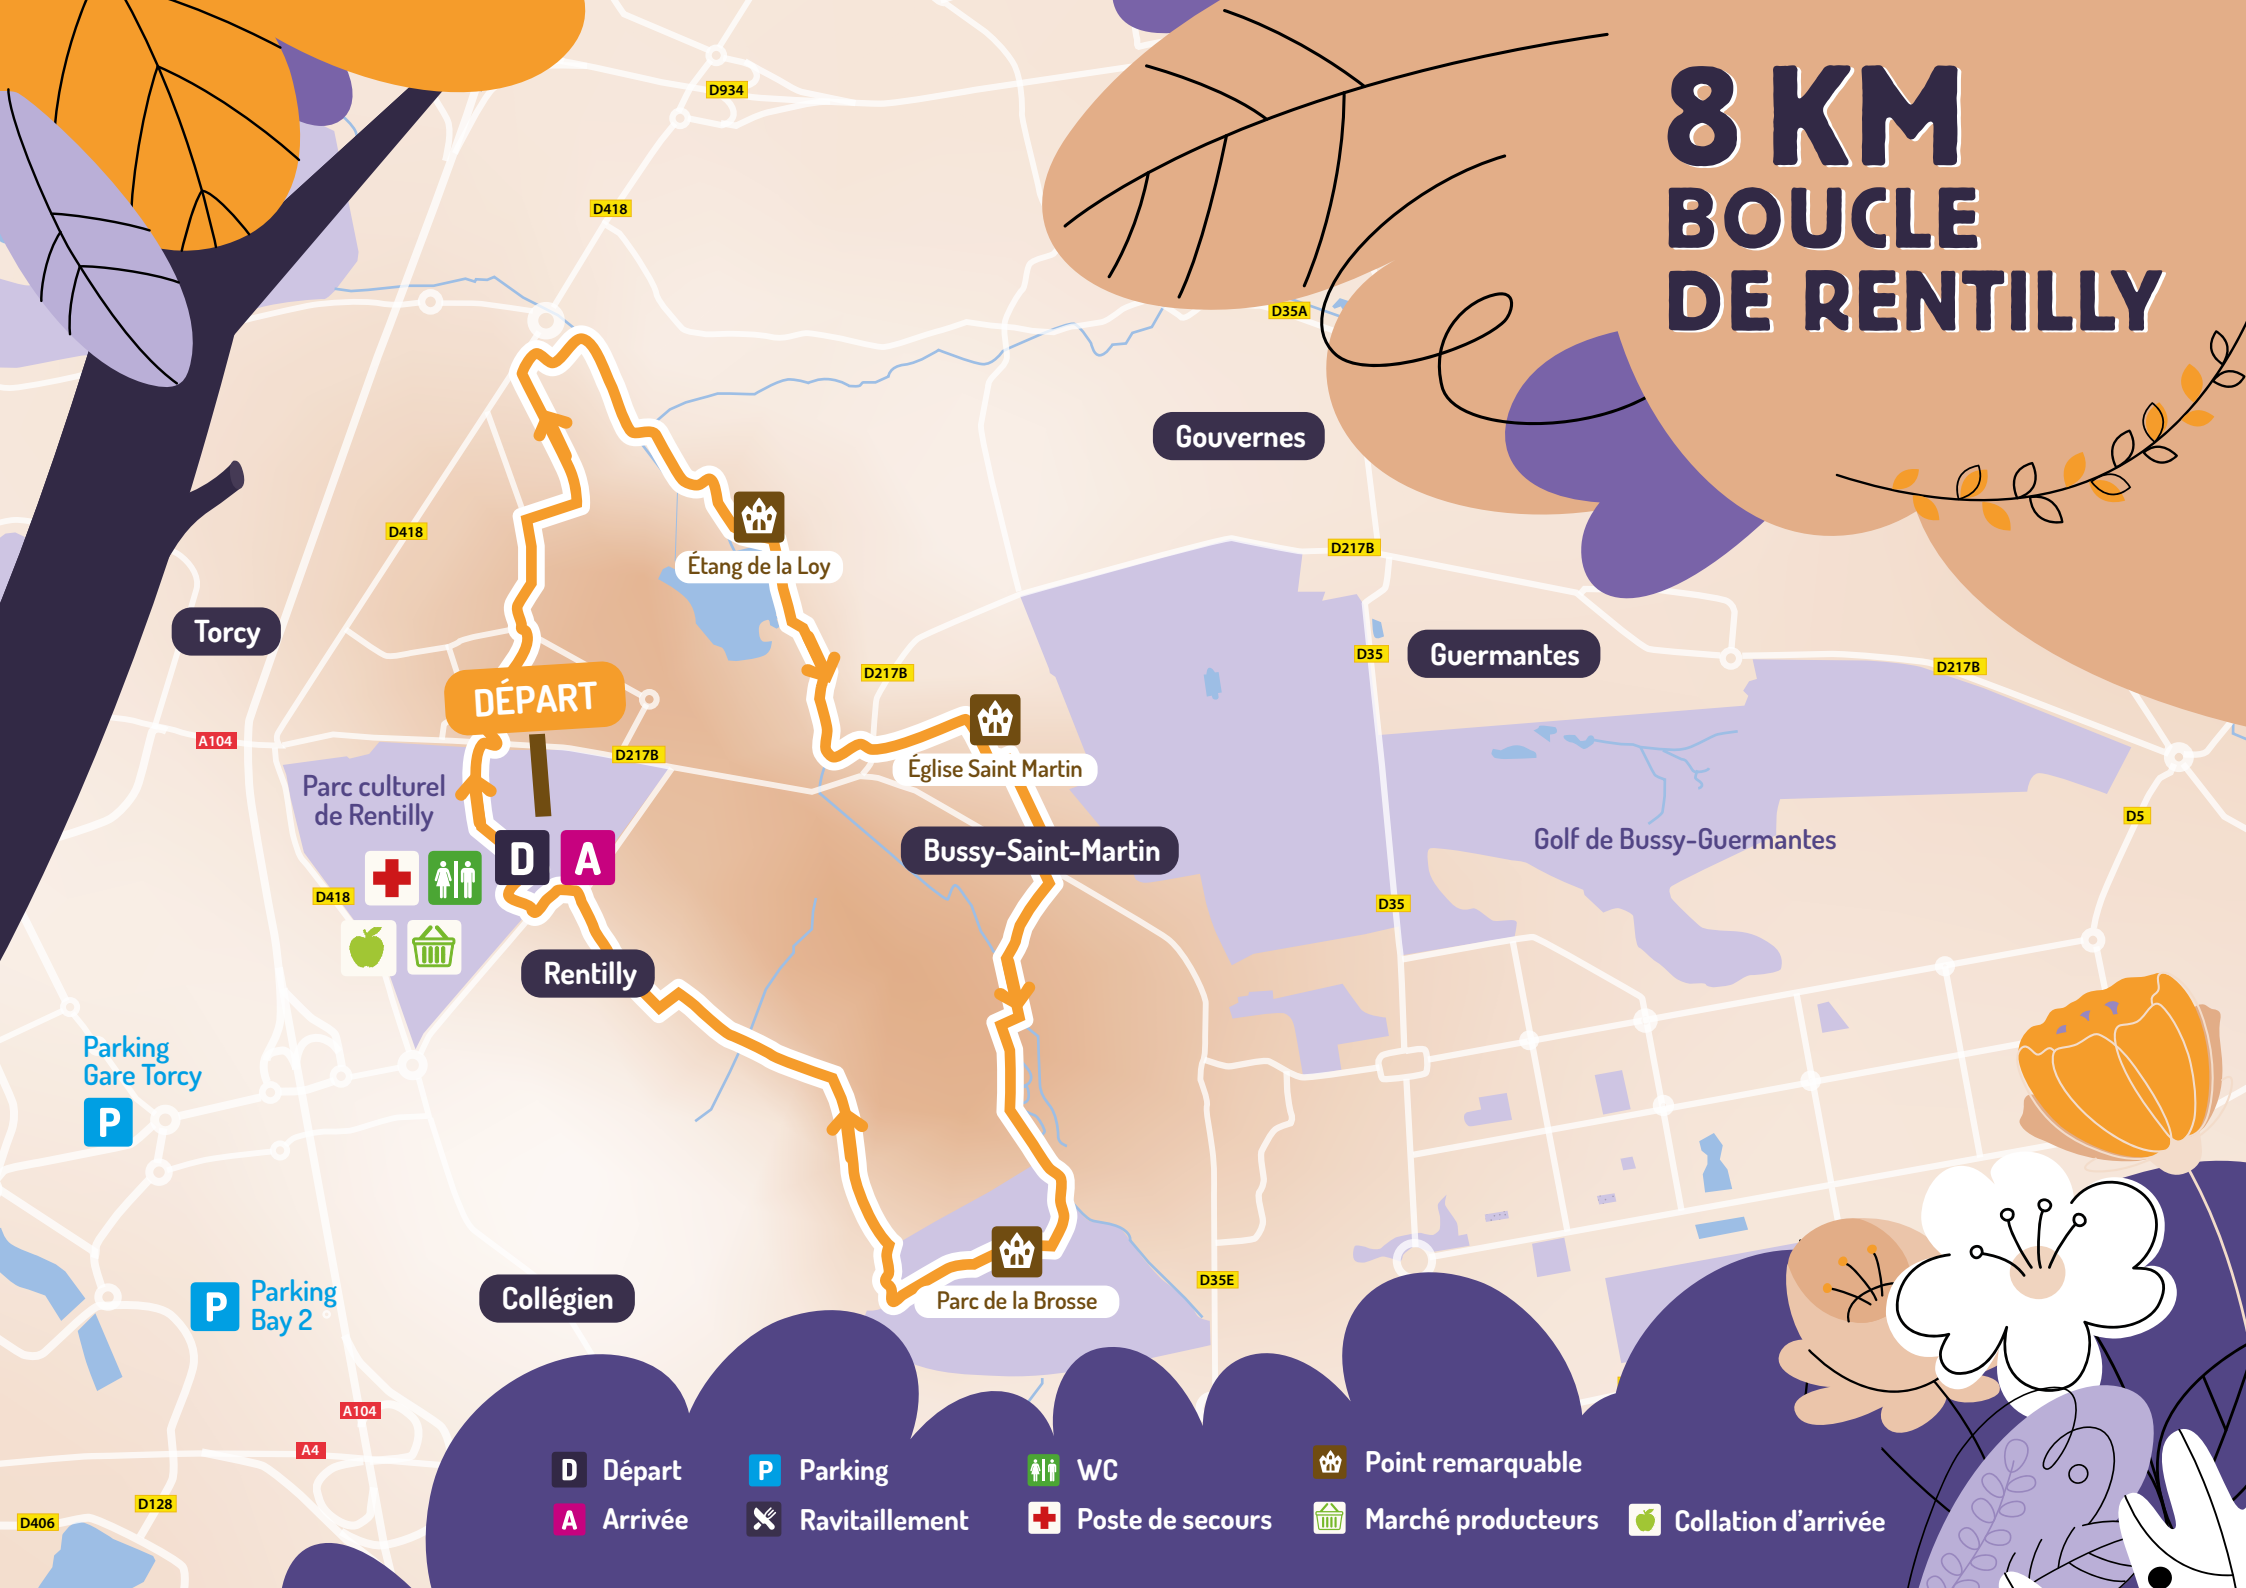 8 KM
BOUCLE
DE RENTILLY
D934
D418
D35A
Gouvernes
D418
D217B
Étang de la Loy
Torcy
Guermantes
D35
D217B
D217B
DÉPART
A104
D217B
Église Saint Martin
Parc culturel
de Rentilly
D5
Golf de Bussy-Guermantes
Bussy-Saint-Martin
D
A
D418
D35
Rentilly
Parking
Gare Torcy
P
P
Parking
Bay 2
Collégien
Parc de la Brosse
D35E
A104
A4
D128
D406
D Départ
P Parking
WC
Point remarquable
A Arrivée
Ravitaillement
Poste de secours
Marché producteurs
Collation d'arrivée